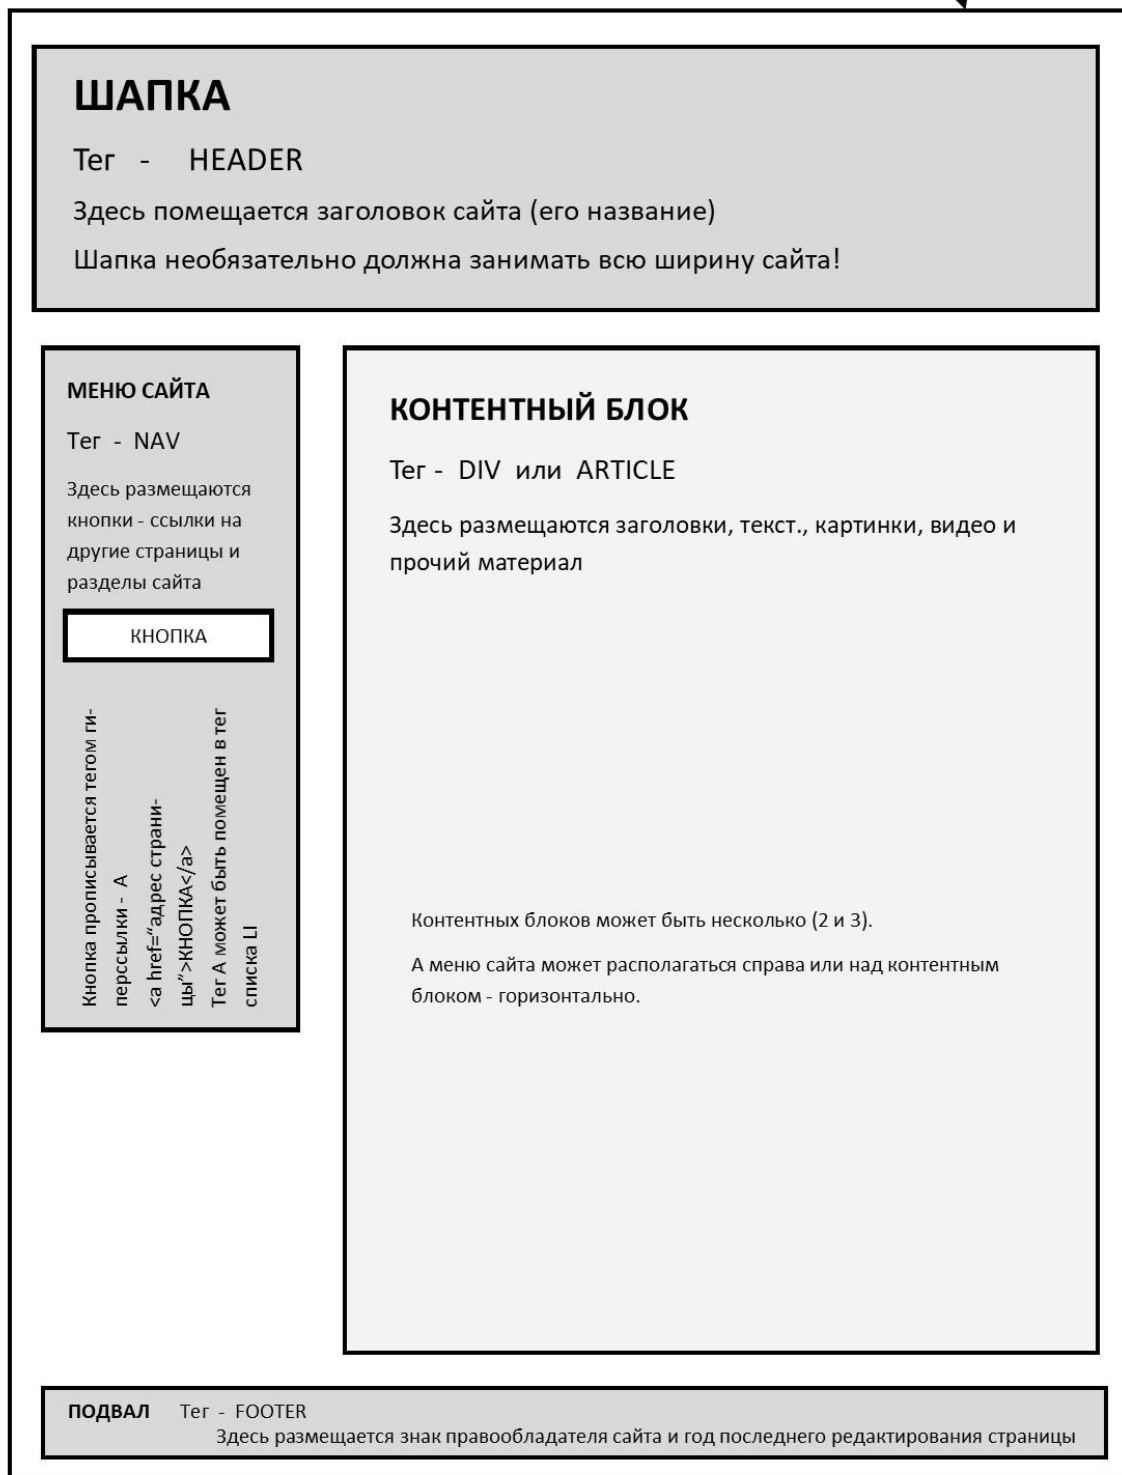 ШАПКА
Тег - HEADER
Здесь помещается заголовок сайта (его название)
Шапка необязательно должна занимать всю ширину сайта!
МЕНЮ САЙТА
Тег - NAV
Здесь размещаются
кнопки - ссылки на
другие страницы и
разделы сайта
КНОПКА
Кнопка прописывается тегом ги-
перссылки - А
<a href=“адрес страни-
цы”>КНОПКА</a>
Тег А может быть помещен в тег
списка LI
КОНТЕНТНЫЙ БЛОК
Тег - DIV или ARTICLE
Здесь размещаются заголовки, текст., картинки, видео и
прочий материал
Контентных блоков может быть несколько (2 и 3).
А меню сайта может располагаться справа или над контентным
блоком - горизонтально.
ПОДВАЛ Тег - FOOTER
Здесь размещается знак правообладателя сайта и год последнего редактирования страницы